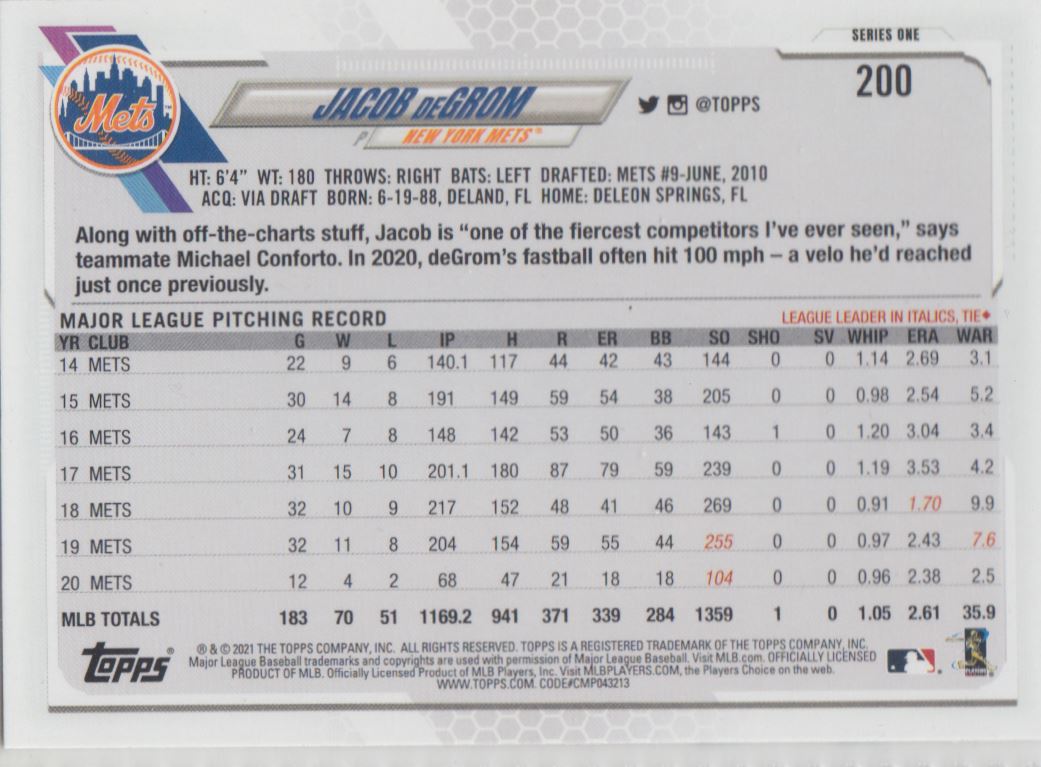 SERIES ONE
200
Mets
JACOB DEGROM
@TOPPS
P NEW YORK METS
HT: 6'4" WT: 180 THROWS: RIGHT BATS: LEFT DRAFTED: METS #9-JUNE, 2010
ACQ: VIA DRAFT BORN: 6-19-88, DELAND, FL HOME: DELEON SPRINGS, FL
Along with off-the-charts stuff, Jacob is “one of the fiercest competitors I’ve ever seen,” says
teammate Michael Conforto. In 2020, deGrom’s fastball often hit 100 mph – a velo he’d reached
just once previously.
MAJOR LEAGUE PITCHING RECORD LEAGUE LEADER IN ITALICS, TIE◆
YR CLUB G W L IP H R ER BB SO SHO SV WHIP ERA WAR
14 METS 22 9 6 140.1 117 44 42 43 144 0 0 1.14 2.69 3.1
15 METS 30 14 8 191 149 59 54 38 205 0 0 0.98 2.54 5.2
16 METS 24 7 8 148 142 53 50 36 143 1 0 1.20 3.04 3.4
17 METS 31 15 10 201.1 180 87 79 59 239 0 0 1.19 3.53 4.2
18 METS 32 10 9 217 152 48 41 46 269 0 0 0.91 1.70 9.9
19 METS 32 11 8 204 154 59 55 44 255 0 0 0.97 2.43 7.6
20 METS 12 4 2 68 47 21 18 18 104 0 0 0.96 2.38 2.5
MLB TOTALS 183 70 51 1169.2 941 371 339 284 1359 1 0 1.05 2.61 35.9
Topps®
® & © 2021 THE TOPPS COMPANY, INC. ALL RIGHTS RESERVED. TOPPS IS A REGISTERED TRADEMARK OF THE TOPPS COMPANY, INC.
Major League Baseball trademarks and copyrights are used with permission of Major League Baseball. Visit MLB.com. OFFICIALLY LICENSED
PRODUCT OF MLB Players, Inc. Officially Licensed Product of MLB Players, Inc. Visit MLBPLAYERS.COM, the Players Choice on the web.
WWW.TOPPS.COM. CODE#CMP043213